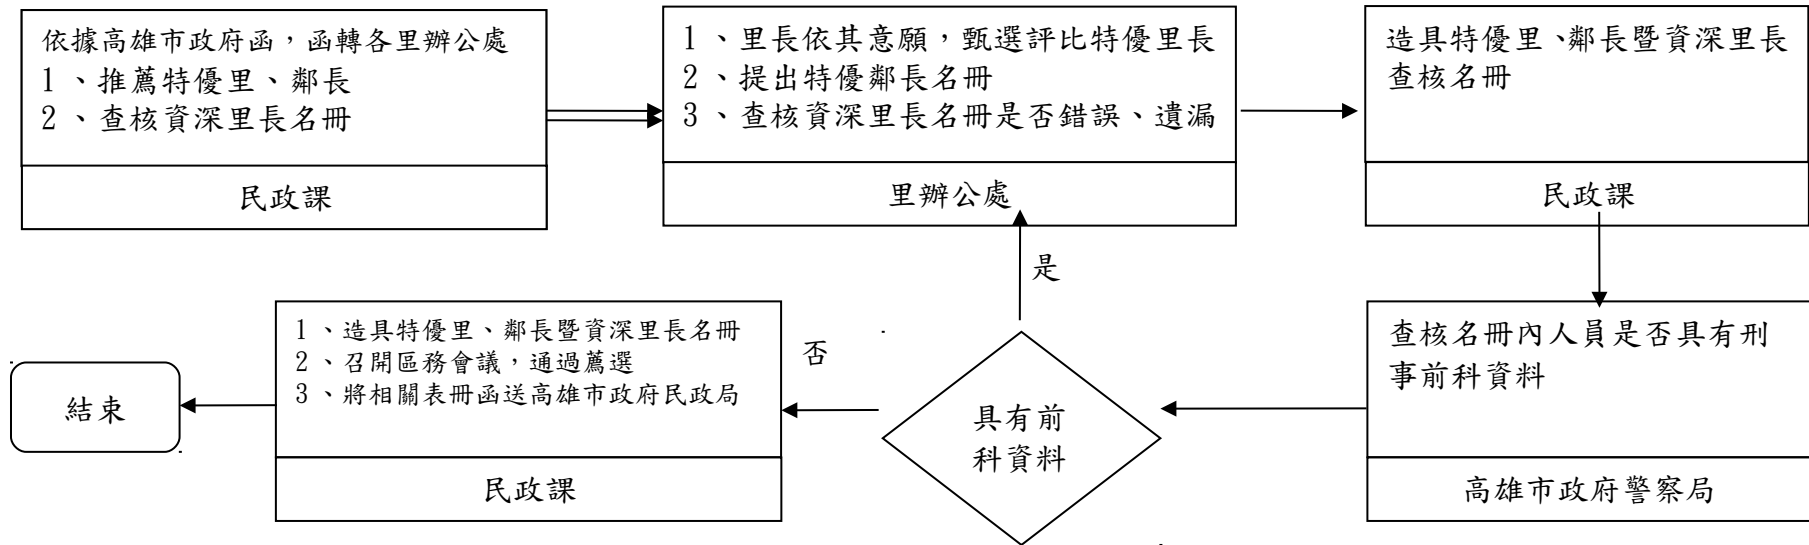 依據高雄市政府函，函轉各里辦公處
1、推薦特優里、鄰長
2、查核資深里長名冊
民政課
1、里長依其意願，甄選評比特優里長
2、提出特優鄰長名冊
3、查核資深里長名冊是否錯誤、遺漏
里辦公處
造具特優里、鄰長暨資深里長
查核名冊
民政課
是
查核名冊內人員是否具有刑
事前科資料
高雄市政府警察局
具有前
科資料
否
1、造具特優里、鄰長暨資深里長名冊
2、召開區務會議，通過薦選
3、將相關表冊函送高雄市政府民政局
民政課
結束